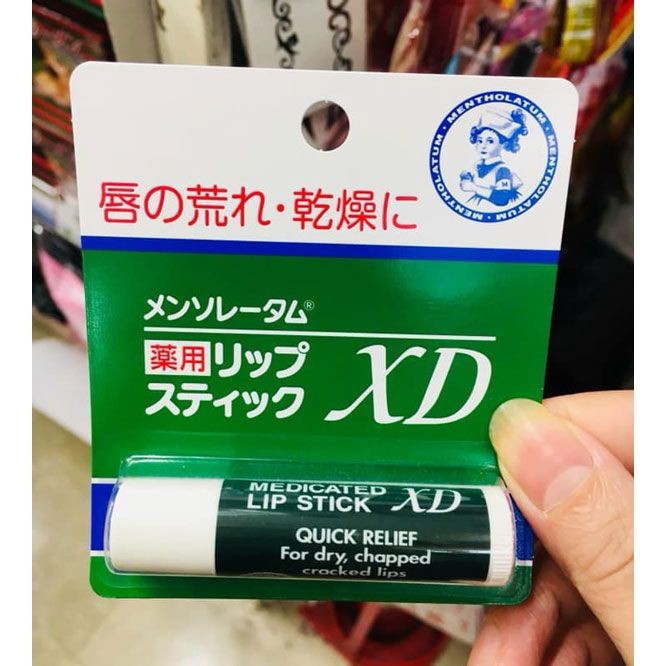 MENTHOLATUM · MENTHOLATUM · MENTHOLATUM ·
唇の荒れ・乾燥に
メンソレータム®
薬用リップ
スティック XD
MEDICATED
LIP STICK XD
QUICK RELIEF
For dry, chapped
cracked lips